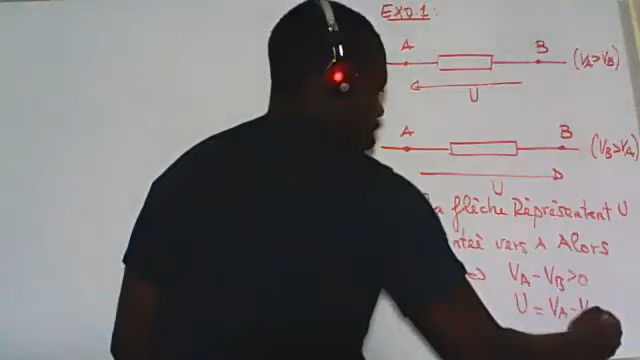 EXO.1:
A B (VA>VB)
U
A B (VB>VA)
U
flèche Représentent U
vers A Alors
⇔ VA-VB>0
U = VA-V